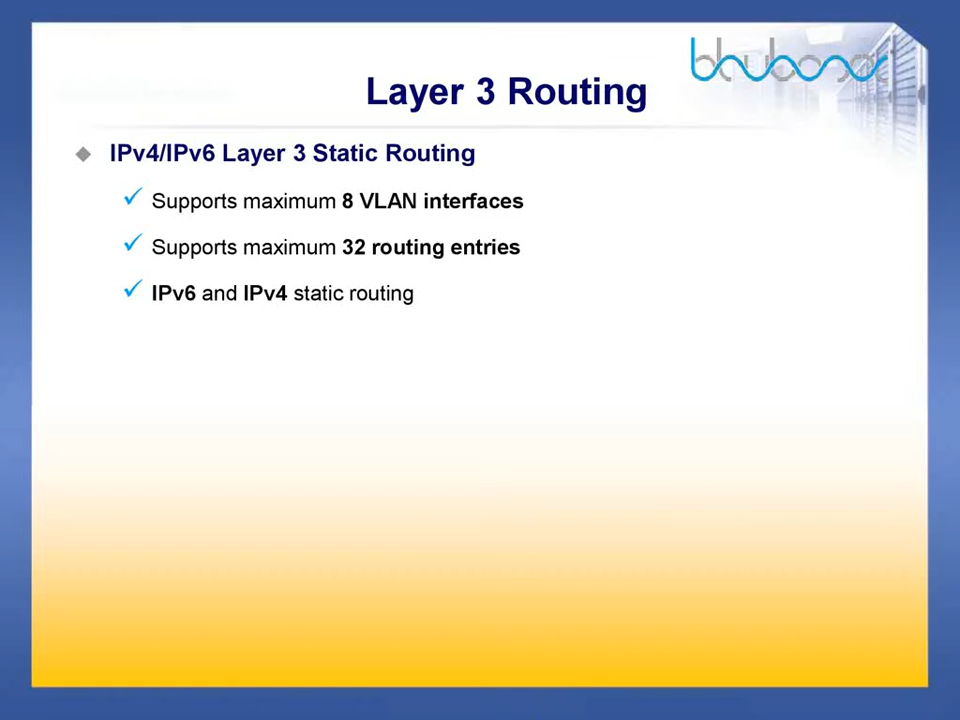 Layer 3 Routing
IPv4/IPv6 Layer 3 Static Routing
Supports maximum 8 VLAN interfaces
Supports maximum 32 routing entries
IPv6 and IPv4 static routing